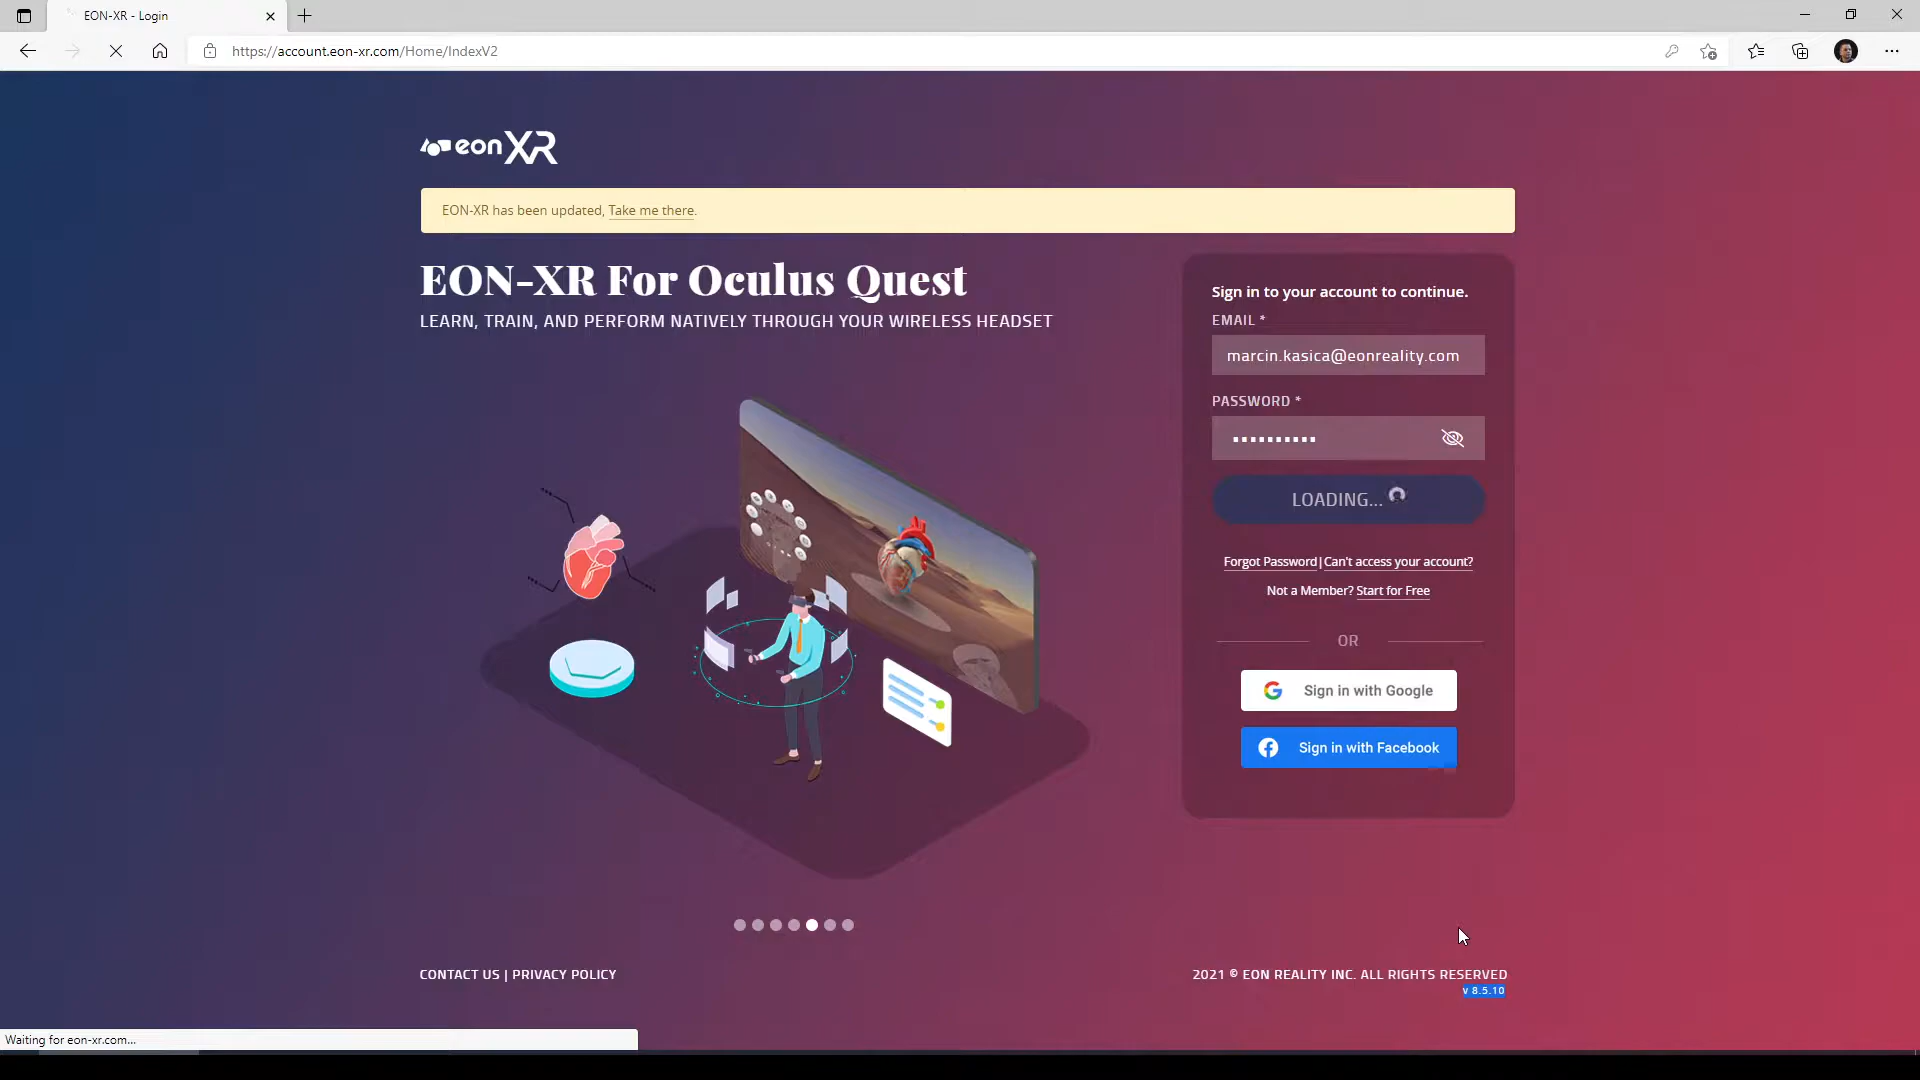 EON-XR - Login
https://account.eon-xr.com/Home/IndexV2
eon XR
EON-XR has been updated, Take me there.
EON-XR For Oculus Quest
LEARN, TRAIN, AND PERFORM NATIVELY THROUGH YOUR WIRELESS HEADSET
Sign in to your account to continue.
EMAIL *
marcin.kasica@eonreality.com
PASSWORD *
LOADING...
Forgot Password|Can't access your account?
Not a Member? Start for Free
OR
Sign in with Google
Sign in with Facebook
CONTACT US | PRIVACY POLICY
2021 © EON REALITY INC. ALL RIGHTS RESERVED
v 8.5.10
Waiting for eon-xr.com...